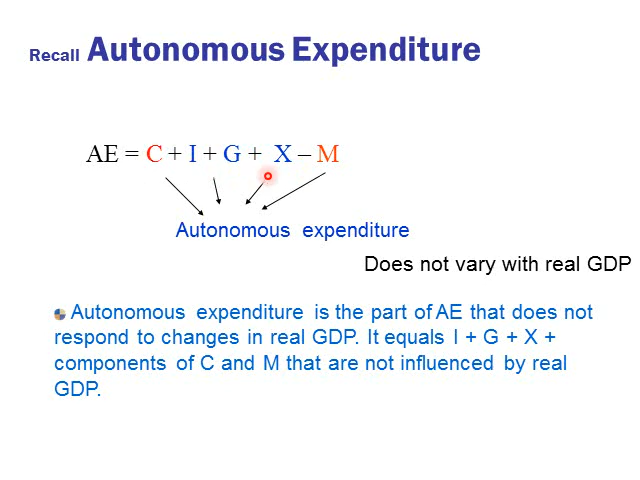 Recall Autonomous Expenditure
AE = C + I + G + X – M
Autonomous expenditure
Does not vary with real GDP
Autonomous expenditure is the part of AE that does not
respond to changes in real GDP. It equals I + G + X +
components of C and M that are not influenced by real
GDP.